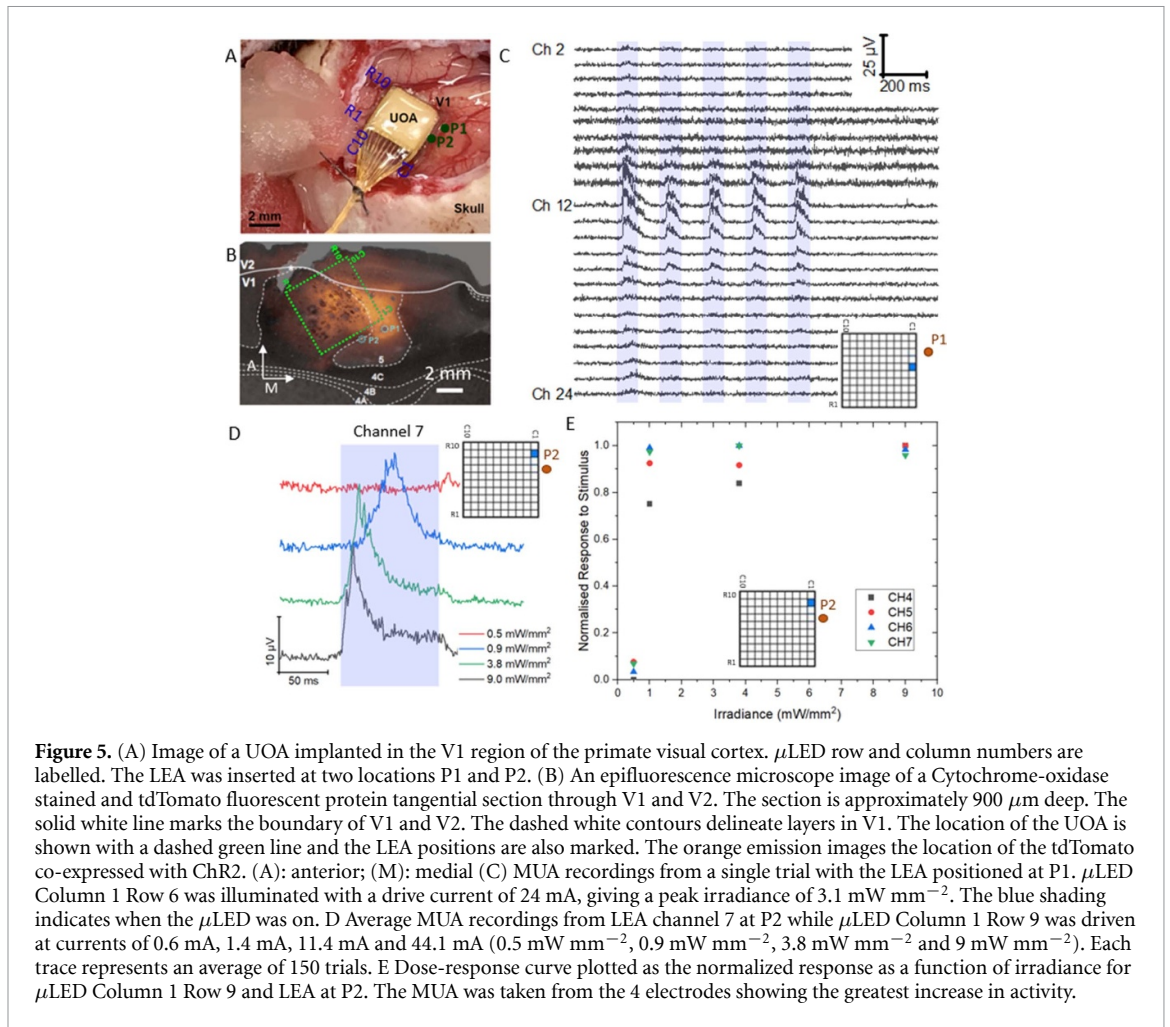 A
R10
V1
R1
UOA
P1
P2
C10
C1
2 mm
Skull
B
V2
V1
P1
P2
5
4C
4B
4A
A
M
2 mm
C
Ch 2
25 µV
200 ms
Ch 12
Ch 24
C10
C1
P1
R1
D
Channel 7
C10
C1
R10
P2
R1
10 µV
50 ms
0.5 mW/mm²
0.9 mW/mm²
3.8 mW/mm²
9.0 mW/mm²
E
Normalised Response to Stimulus
1.0
0.8
0.6
0.4
0.2
0.0
C10
C1
R10
P2
R1
CH4
CH5
CH6
CH7
0 1 2 3 4 5 6 7 8 9 10
Irradiance (mW/mm²)
Figure 5. (A) Image of a UOA implanted in the V1 region of the primate visual cortex. μLED row and column numbers are
labelled. The LEA was inserted at two locations P1 and P2. (B) An epifluorescence microscope image of a Cytochrome-oxidase
stained and tdTomato fluorescent protein tangential section through V1 and V2. The section is approximately 900 μm deep. The
solid white line marks the boundary of V1 and V2. The dashed white contours delineate layers in V1. The location of the UOA is
shown with a dashed green line and the LEA positions are also marked. The orange emission images the location of the tdTomato
co-expressed with ChR2. (A): anterior; (M): medial (C) MUA recordings from a single trial with the LEA positioned at P1. μLED
Column 1 Row 6 was illuminated with a drive current of 24 mA, giving a peak irradiance of 3.1 mW mm⁻². The blue shading
indicates when the μLED was on. D Average MUA recordings from LEA channel 7 at P2 while μLED Column 1 Row 9 was driven
at currents of 0.6 mA, 1.4 mA, 11.4 mA and 44.1 mA (0.5 mW mm⁻², 0.9 mW mm⁻², 3.8 mW mm⁻² and 9 mW mm⁻²). Each
trace represents an average of 150 trials. E Dose-response curve plotted as the normalized response as a function of irradiance for
μLED Column 1 Row 9 and LEA at P2. The MUA was taken from the 4 electrodes showing the greatest increase in activity.